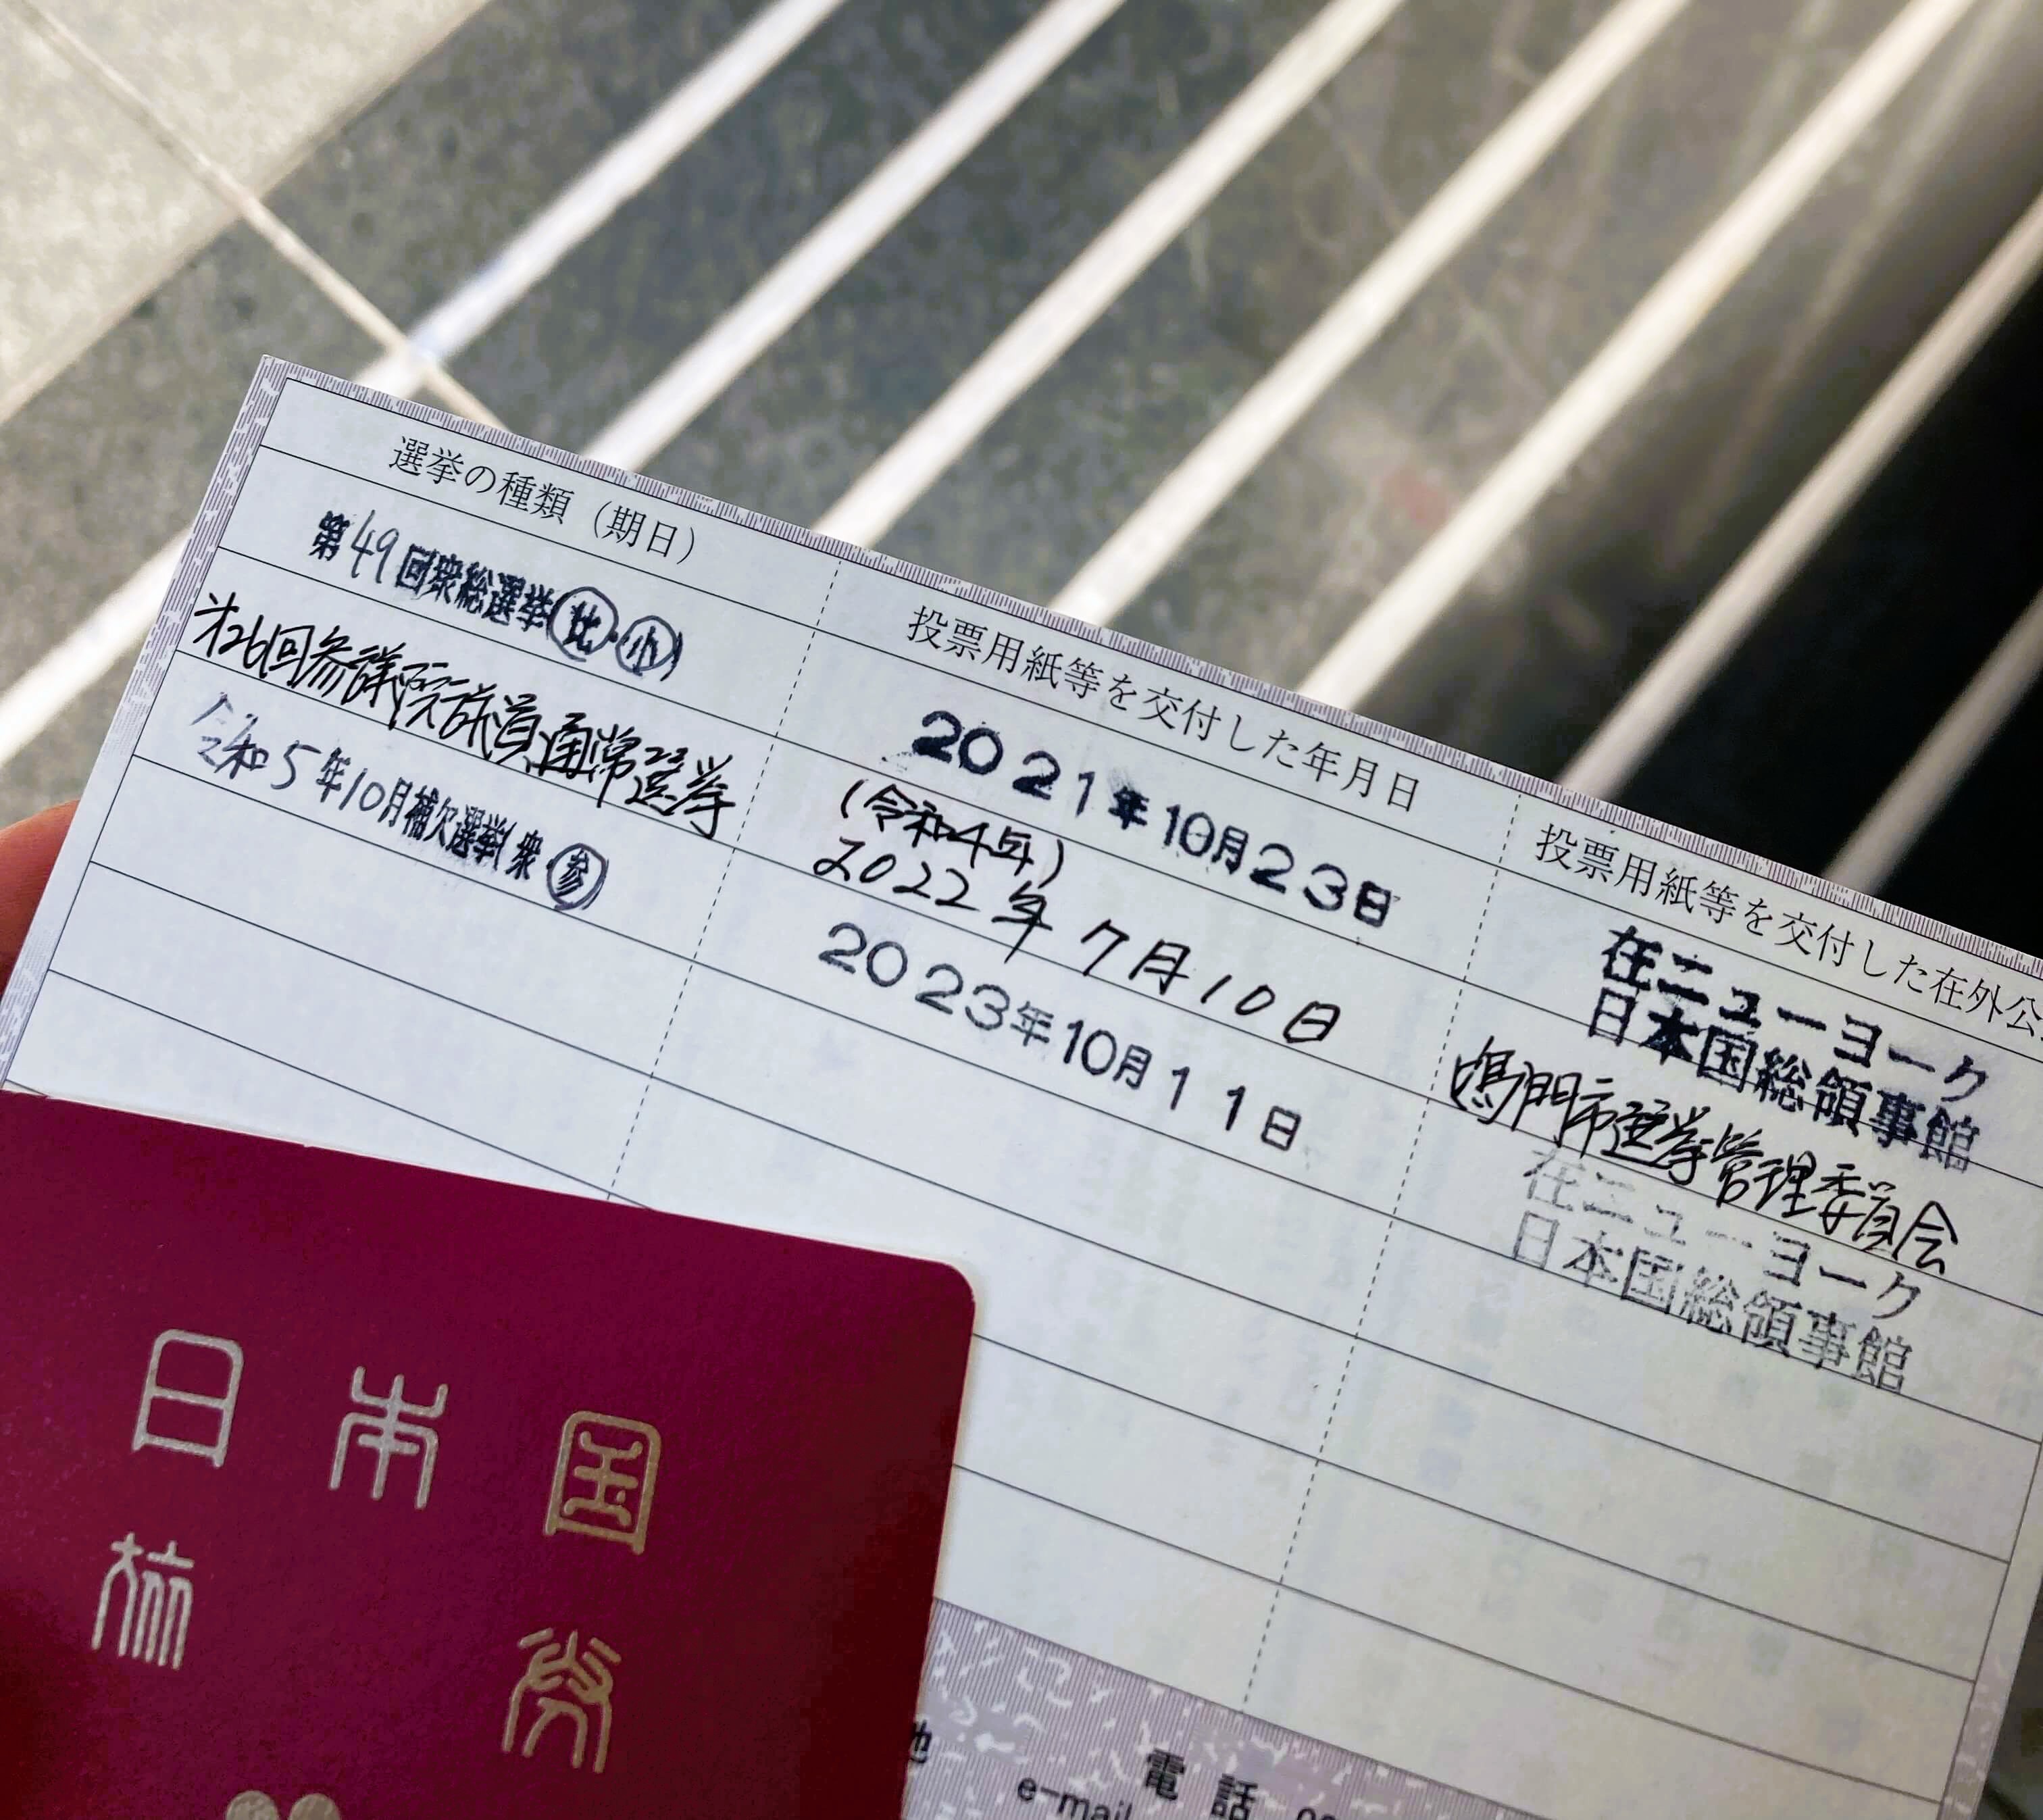 選挙の種類（期日）
投票用紙等を交付した年月日
投票用紙等を交付した在外公
第49回衆総選挙(比・小)
2021年10月23日
在ニューヨーク
日本国総領事館
第26回参議院議員通常選挙
(令和4年)
2022年7月10日
鳴門市選挙管理委員会
令和5年10月補欠選挙(衆 参)
2023年10月11日
在ニューヨーク
日本国総領事館
日本国
旅券
電話
e-mail